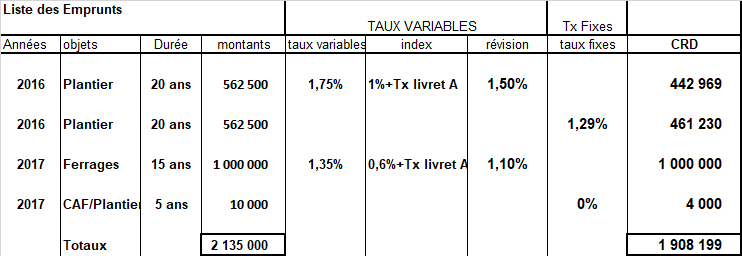 Liste des Emprunts
TAUX VARIABLES Tx Fixes
Années objets Durée montants taux variables index révision taux fixes CRD
2016 Plantier 20 ans 562 500 1,75% 1%+Tx livret A 1,50% 442 969
2016 Plantier 20 ans 562 500 1,29% 461 230
2017 Ferrages 15 ans 1 000 000 1,35% 0,6%+Tx livret A 1,10% 1 000 000
2017 CAF/Plantier 5 ans 10 000 0% 4 000
Totaux 2 135 000 1 908 199